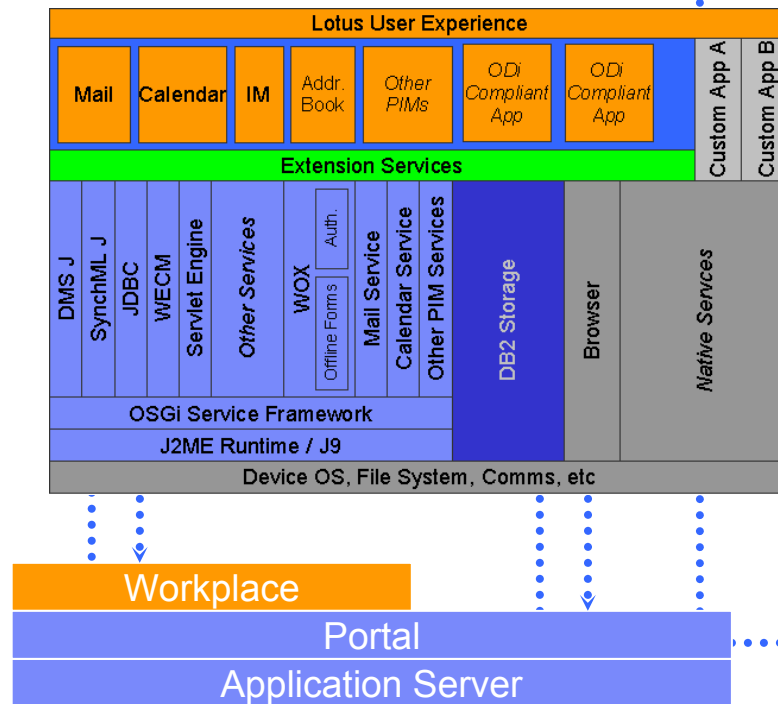 Lotus User Experience
Mail
Calendar
IM
Addr.
Book
Other
PIMs
ODi
Compliant
App
ODi
Compliant
App
Custom App A
Custom App B
Extension Services
DMS J
SynchML J
JDBC
WECM
Servlet Engine
Other Services
WOX
Auth.
Offline Forms
Mail Service
Calendar Service
Other PIM Services
DB2 Storage
Browser
Native Servces
OSGi Service Framework
J2ME Runtime / J9
Device OS, File System, Comms, etc
Workplace
Portal
Application Server